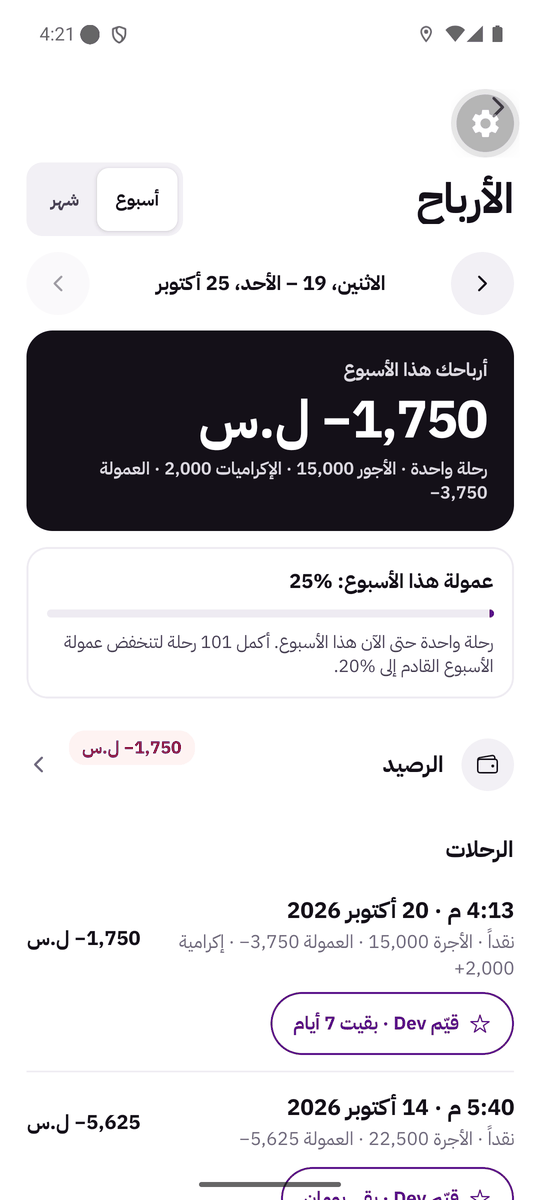 4:21
الأرباح
أسبوع
شهر
الاثنين، 19 – الأحد، 25 أكتوبر
أرباحك هذا الأسبوع
−1,750 ل.س
رحلة واحدة · الأجور 15,000 · الإكراميات 2,000 · العمولة
−3,750
عمولة هذا الأسبوع: 25%
رحلة واحدة حتى الآن هذا الأسبوع. أكمل 101 رحلة لتنخفض عمولة
الأسبوع القادم إلى 20%.
الرصيد
−1,750 ل.س
الرحلات
4:13 م · 20 أكتوبر 2026
−1,750 ل.س
نقداً · الأجرة 15,000 · العمولة −3,750 · إكرامية
+2,000
قيّم Dev · بقيت 7 أيام
5:40 م · 14 أكتوبر 2026
−5,625 ل.س
نقداً · الأجرة 22,500 · العمولة −5,625
قيّم Dev · بقي يومان